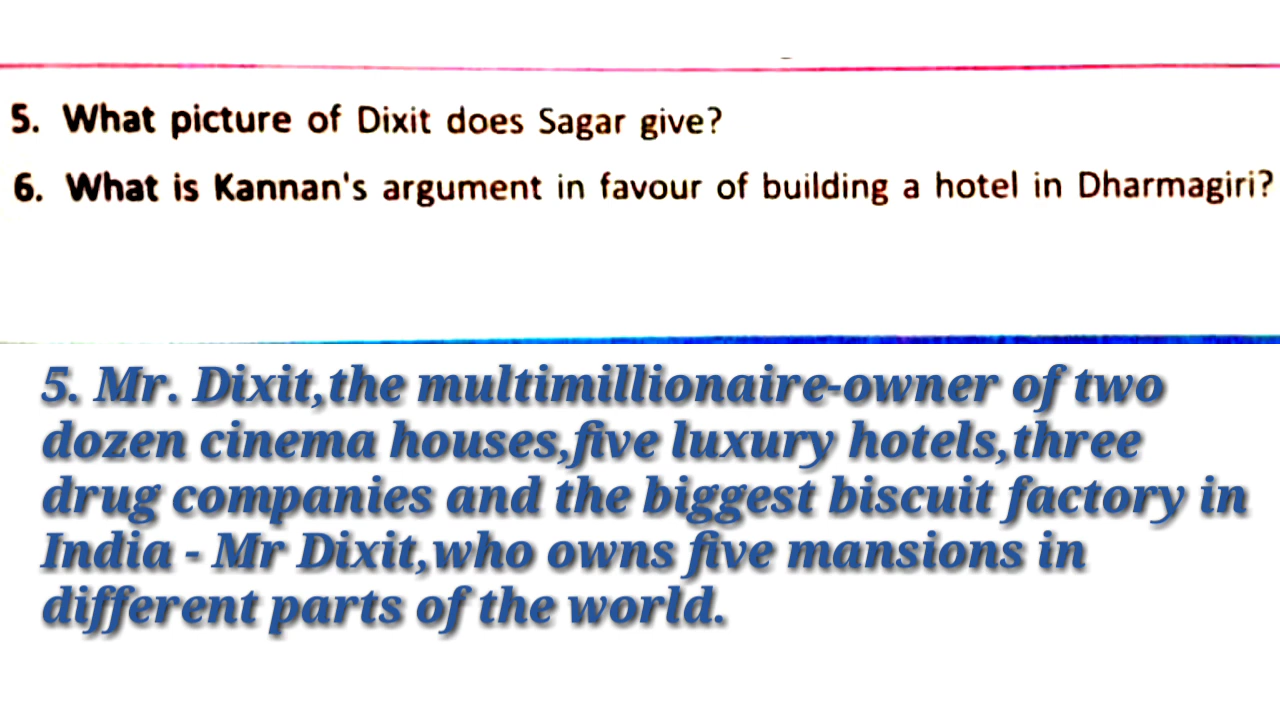 5. What picture of Dixit does Sagar give?
6. What is Kannan's argument in favour of building a hotel in Dharmagiri?
5. Mr. Dixit,the multimillionaire-owner of two
dozen cinema houses,five luxury hotels,three
drug companies and the biggest biscuit factory in
India - Mr Dixit,who owns five mansions in
different parts of the world.